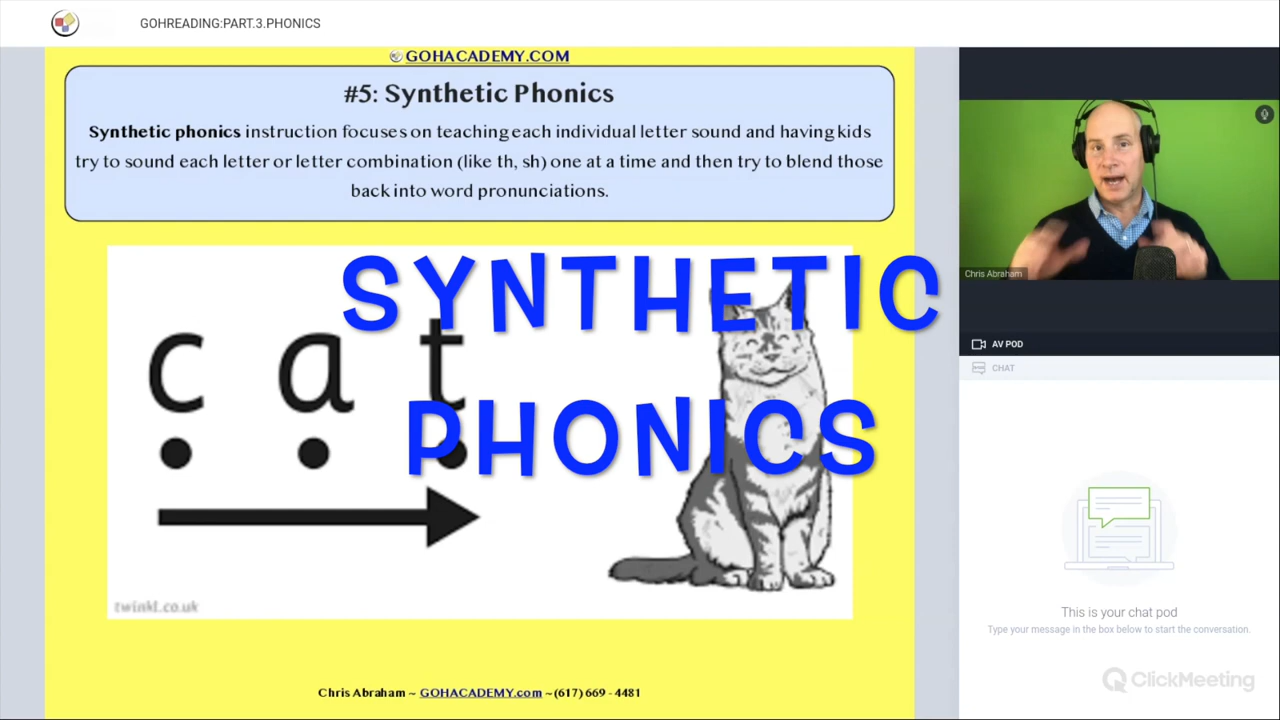 GOHREADING:PART.3.PHONICS
GOHACADEMY.COM
#5: Synthetic Phonics
Synthetic phonics instruction focuses on teaching each individual letter sound and having kids
try to sound each letter or letter combination (like th, sh) one at a time and then try to blend those
back into word pronunciations.
SYNTHETIC
PHONICS
c a t
twinkl.co.uk
Chris Abraham ~ GOHACADEMY.com ~ (617) 669 - 4481
Chris Abraham
AV POD
CHAT
This is your chat pod
Type your message in the box below to start the conversation.
ClickMeeting